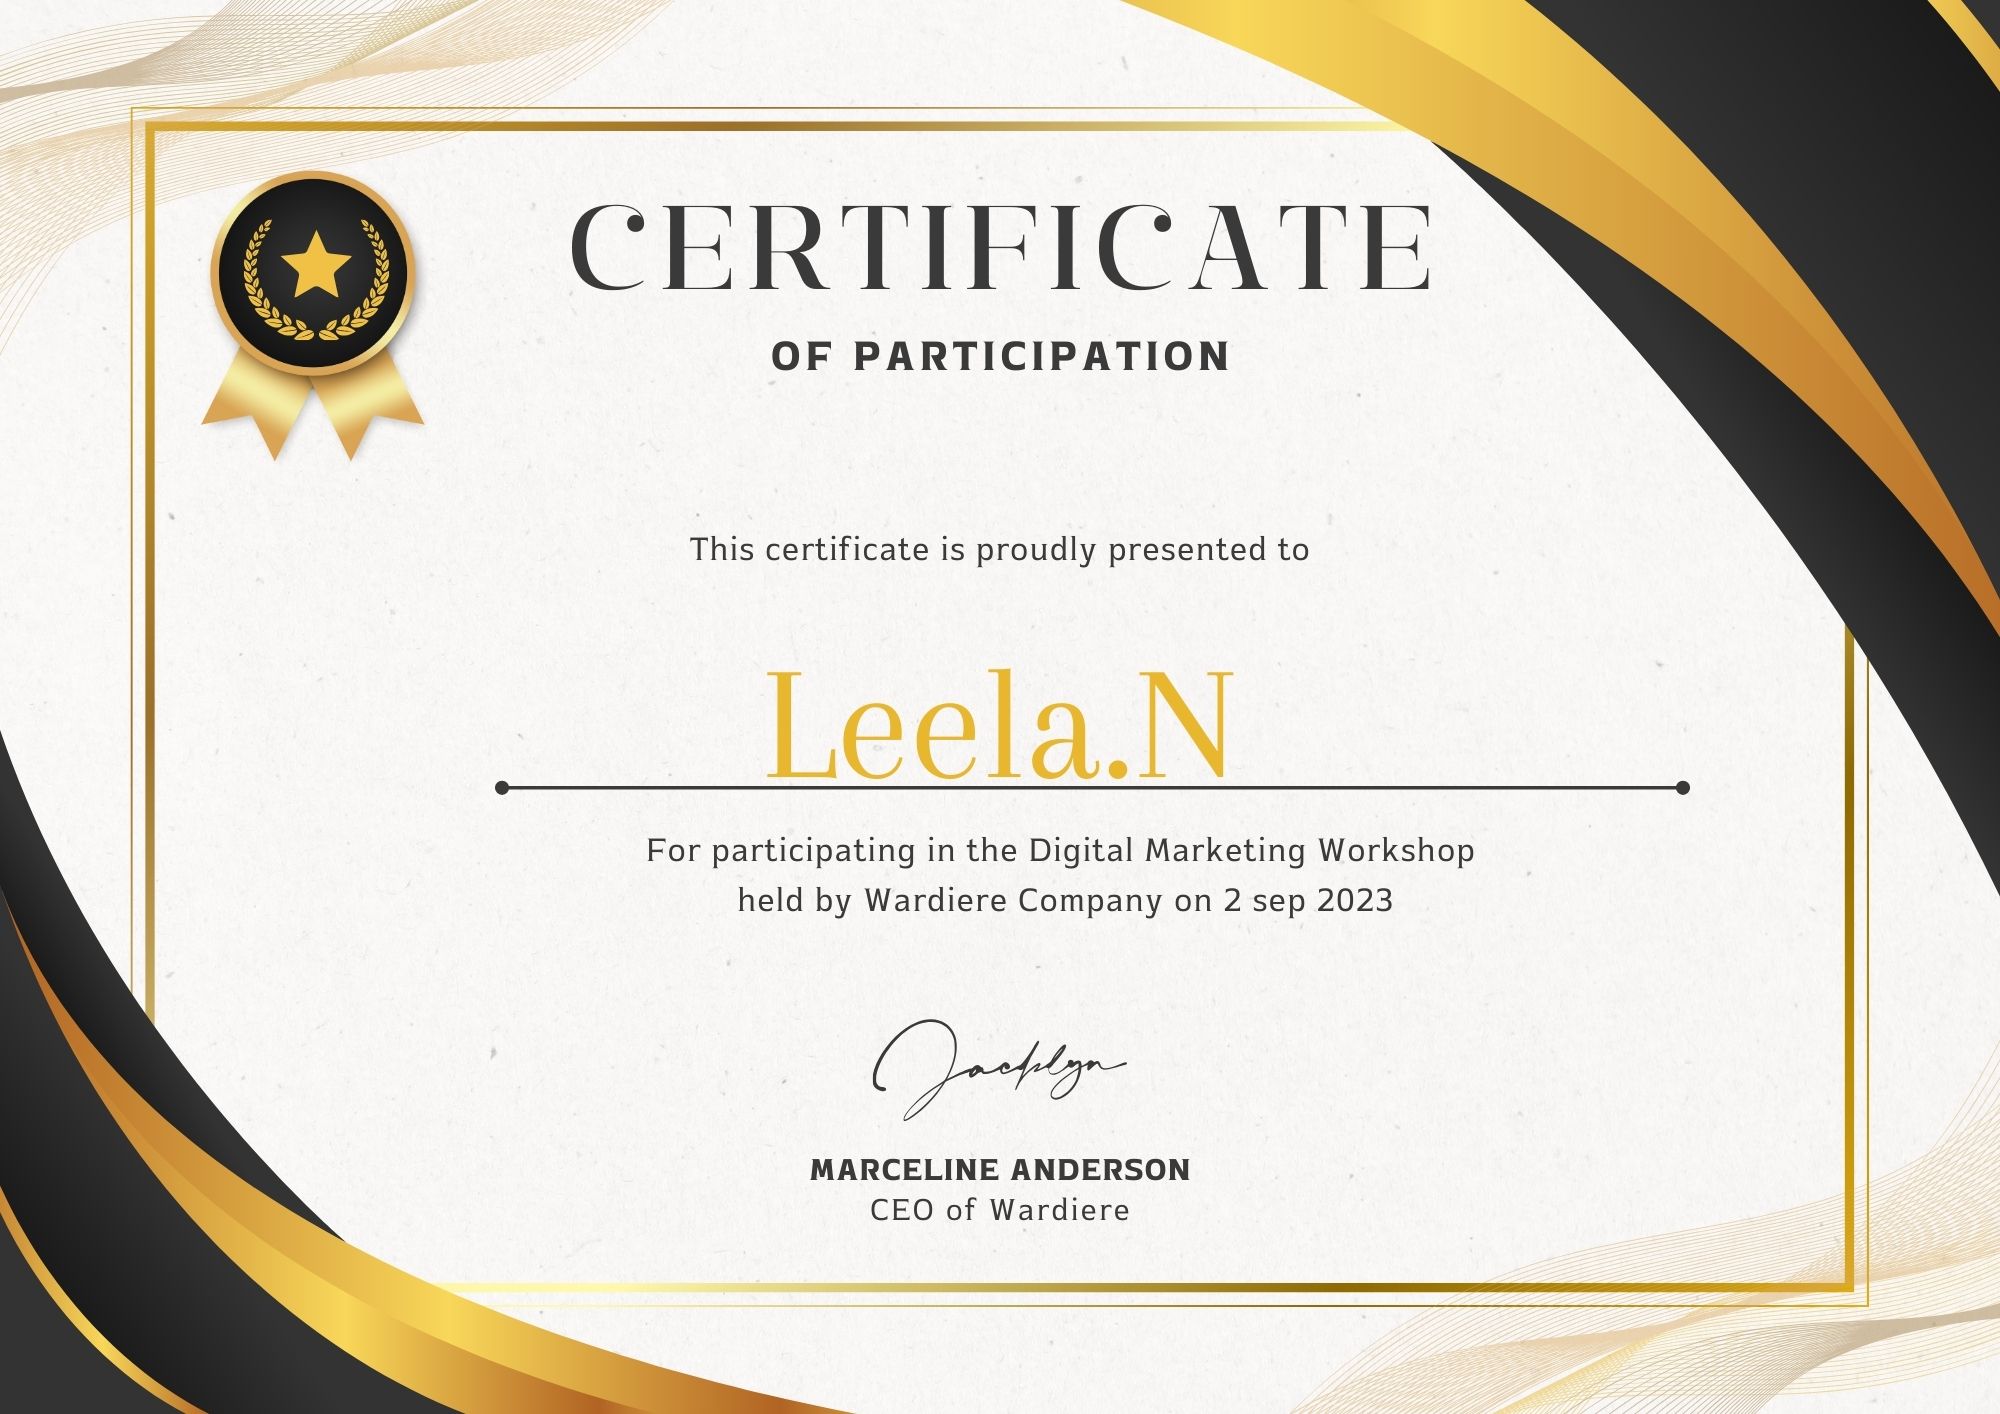 CERTIFICATE
OF PARTICIPATION
This certificate is proudly presented to
Leela.N
For participating in the Digital Marketing Workshop
held by Wardiere Company on 2 sep 2023
Jacklyn
MARCELINE ANDERSON
CEO of Wardiere